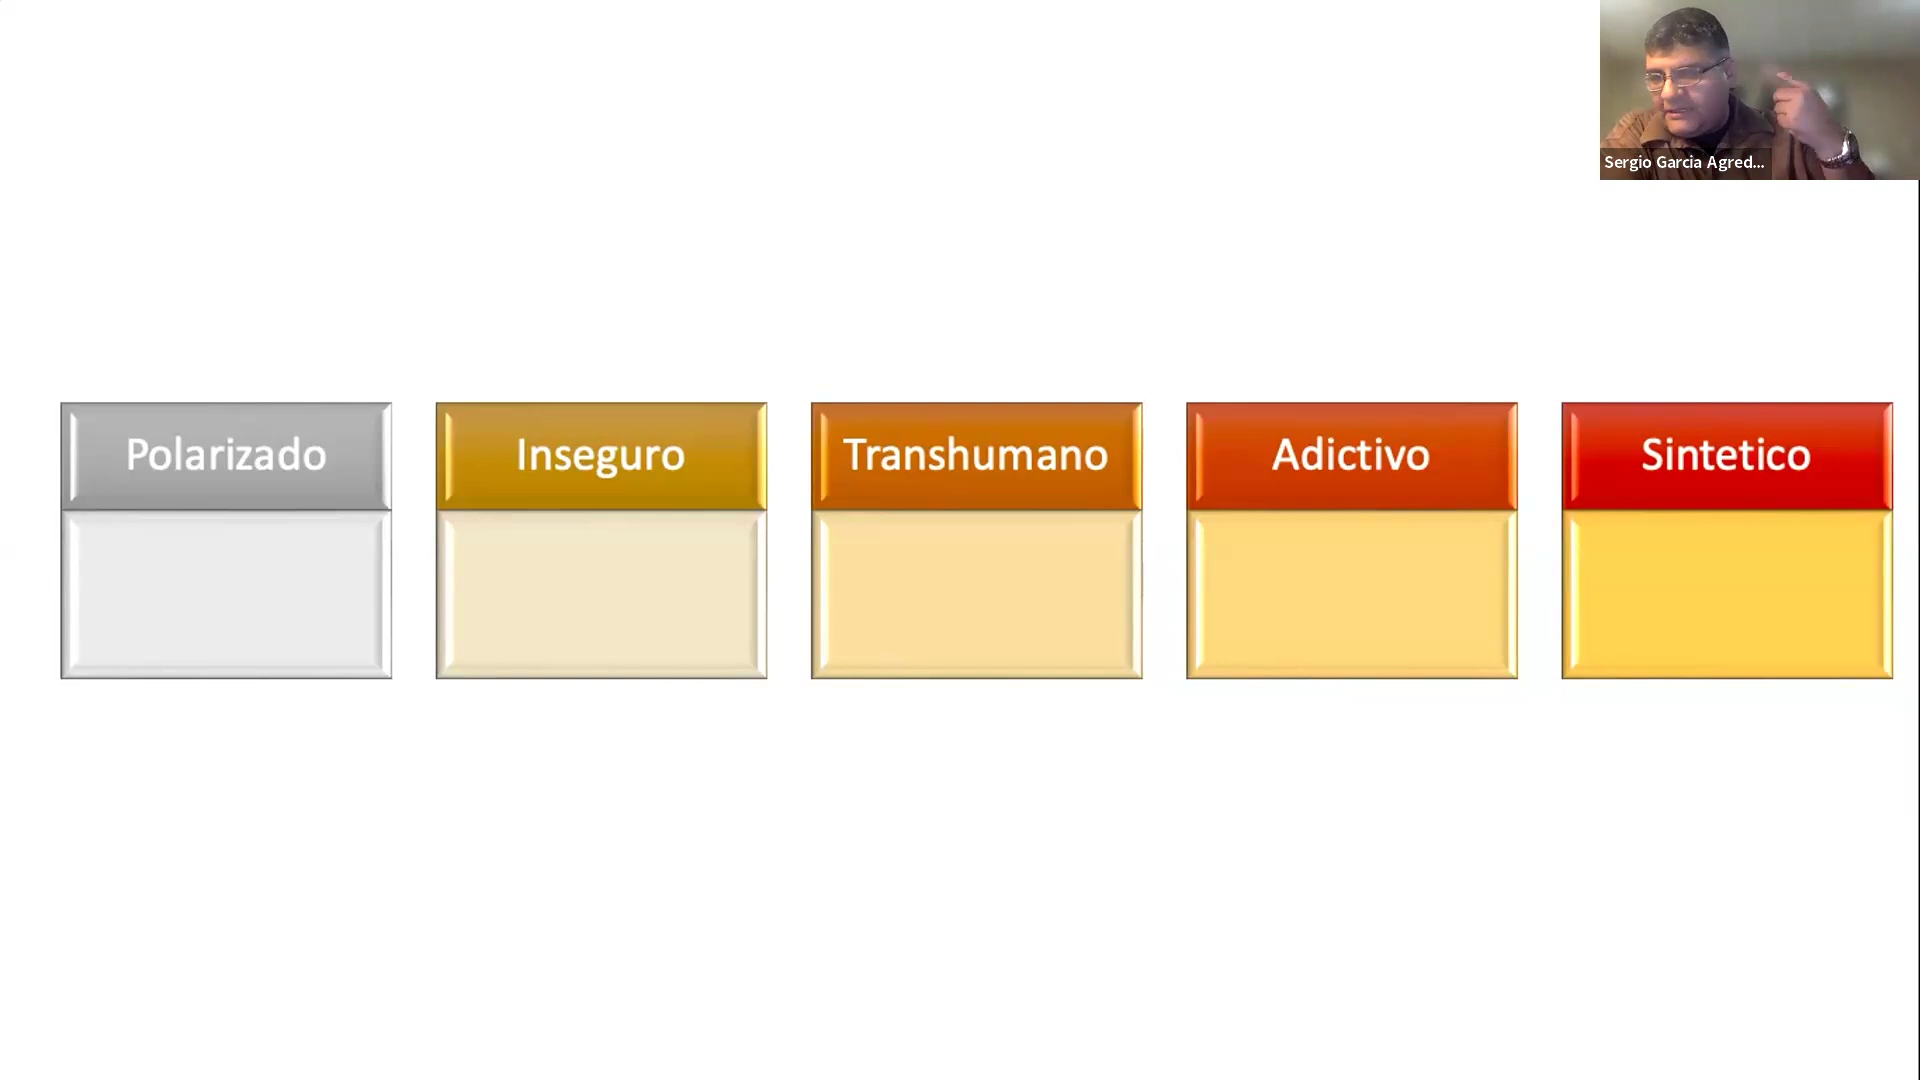 Sergio Garcia Agred...
Polarizado
Inseguro
Transhumano
Adictivo
Sintetico